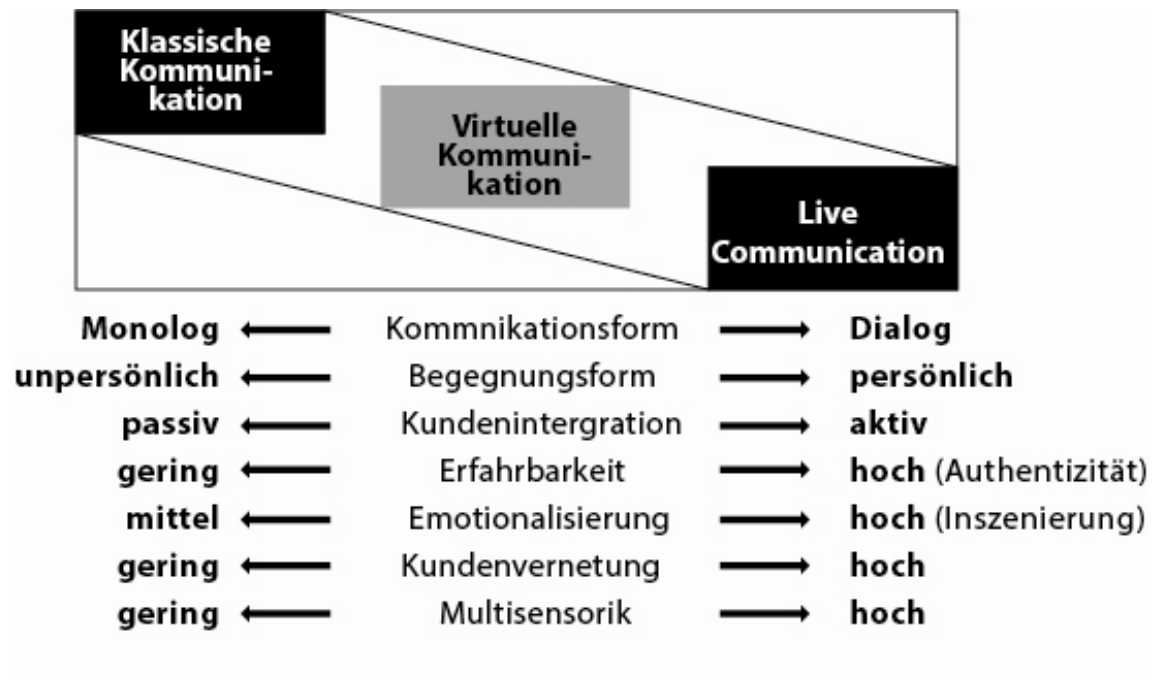 Klassische
Kommuni-
kation
Virtuelle
Kommuni-
kation
Live
Communication
Monolog Kommnikationsform Dialog
unpersönlich Begegnungsform persönlich
passiv Kundenintergration aktiv
gering Erfahrbarkeit hoch (Authentizität)
mittel Emotionalisierung hoch (Inszenierung)
gering Kundenvernetung hoch
gering Multisensorik hoch